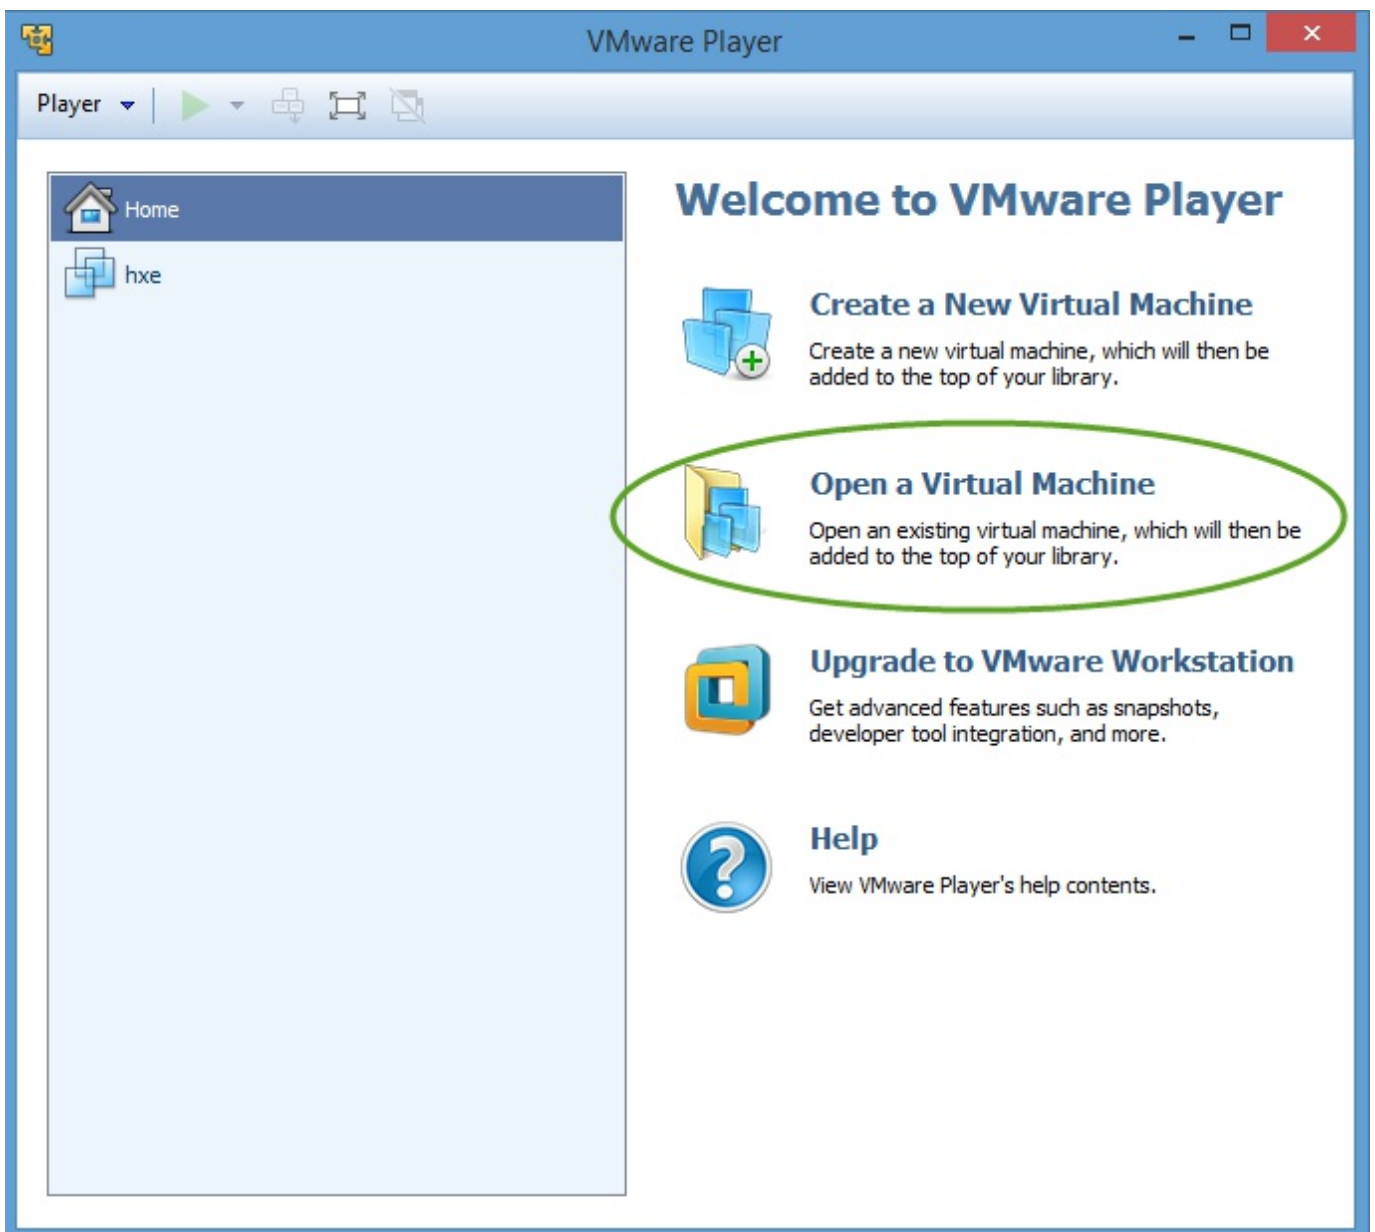 VMware Player
Player
Home
hxe
Welcome to VMware Player
Create a New Virtual Machine
Create a new virtual machine, which will then be
added to the top of your library.
Open a Virtual Machine
Open an existing virtual machine, which will then be
added to the top of your library.
Upgrade to VMware Workstation
Get advanced features such as snapshots,
developer tool integration, and more.
Help
View VMware Player's help contents.